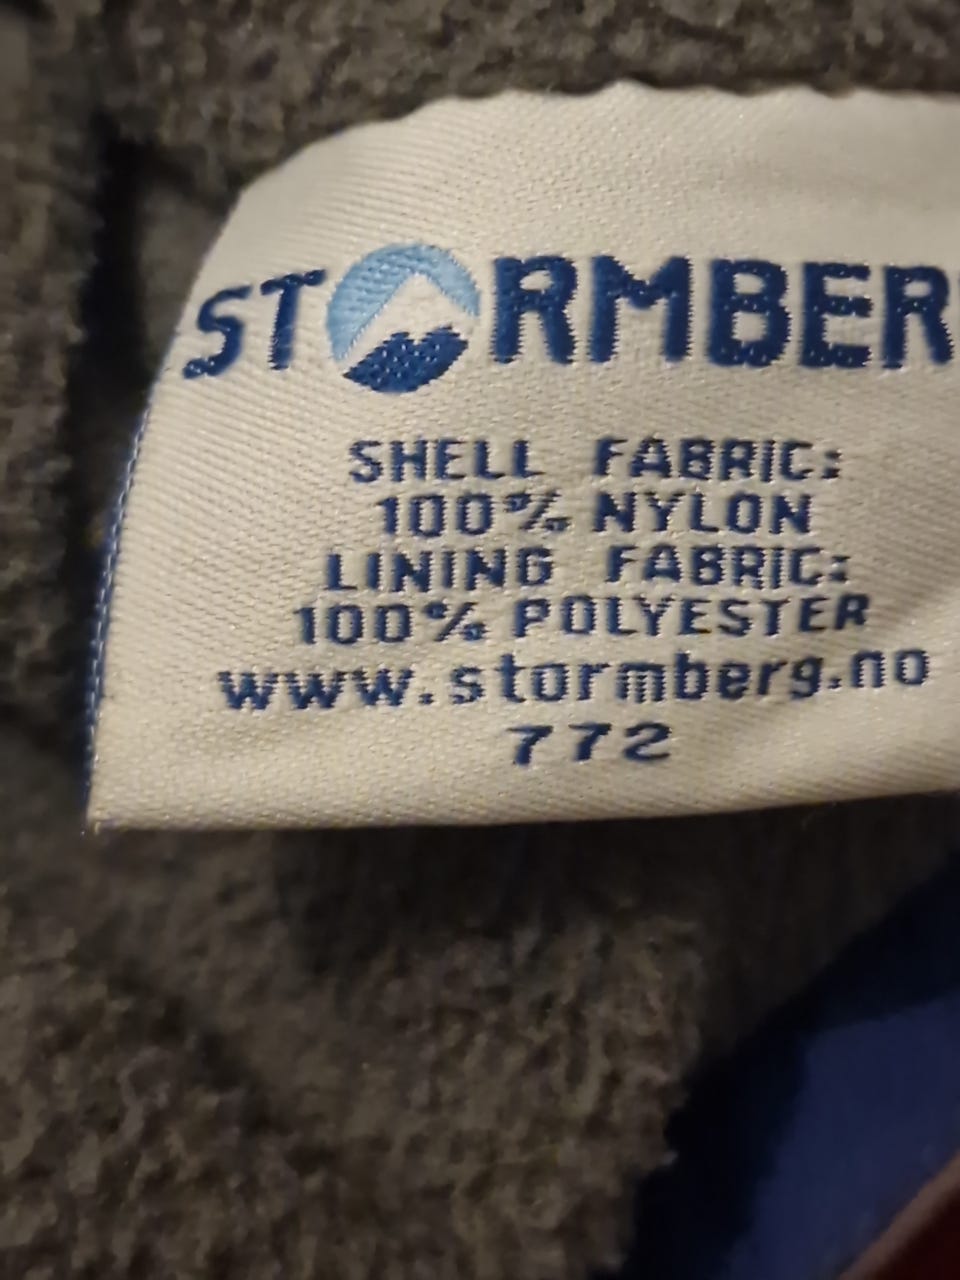 STORMBER
SHELL FABRIC:
100% NYLON
LINING FABRIC:
100% POLYESTER
www.stormberg.no
772